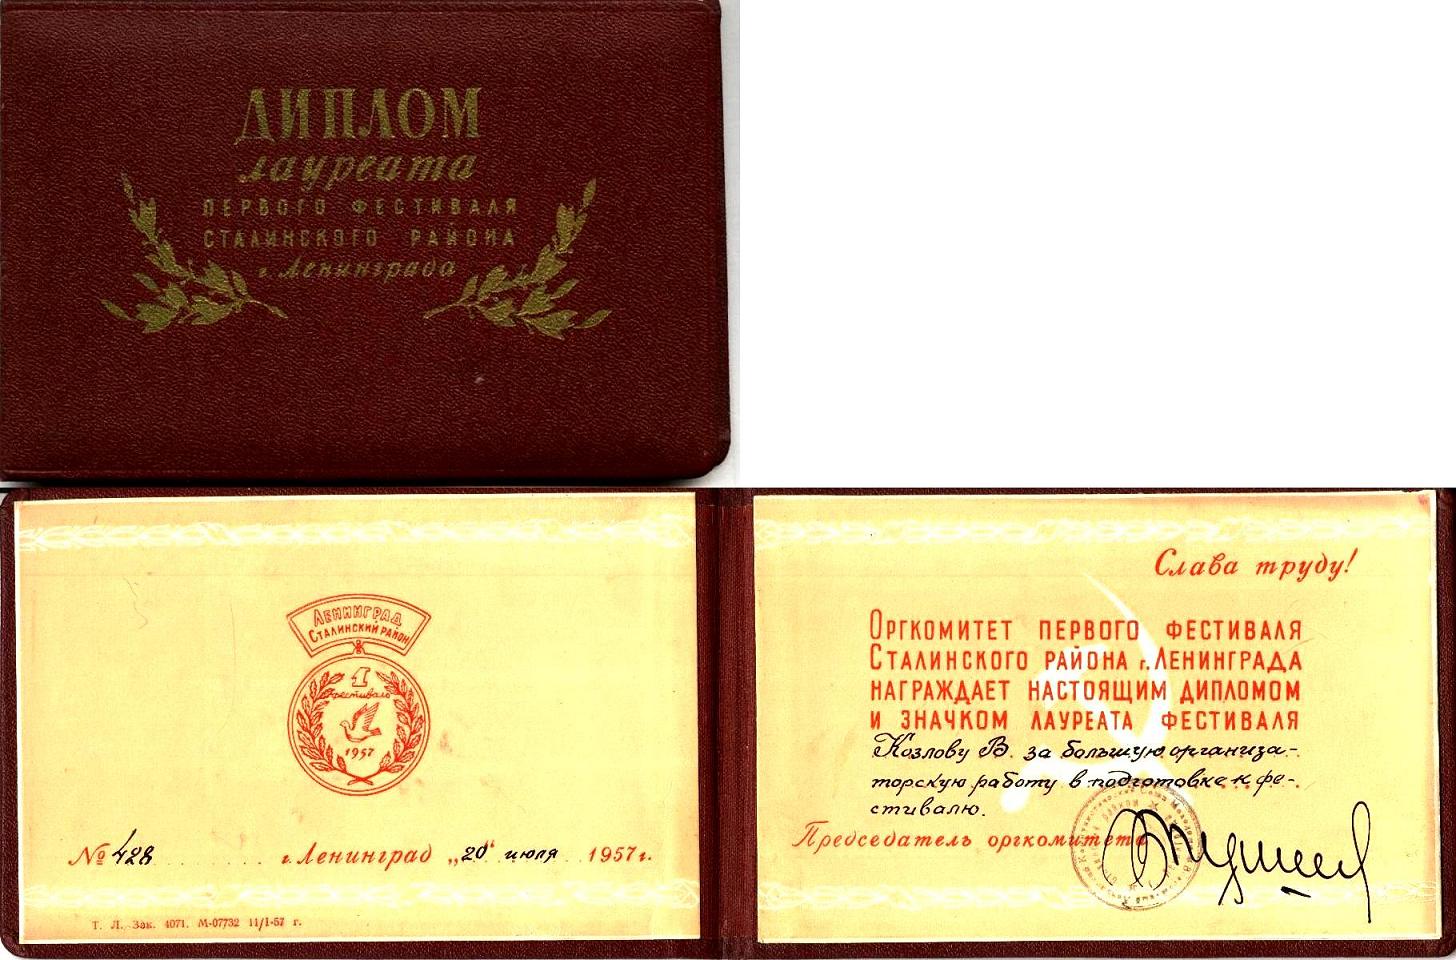 ДИПЛОМ
лауреата
ПЕРВОГО ФЕСТИВАЛЯ
СТАЛИНСКОГО РАЙОНА
г. Ленинграда
ЛЕНИНГРАД
СТАЛИНСКИЙ РАЙОН
1
фестиваль
1957
№ 428 г. Ленинград „20“ июля 1957 г.
Т. Л. Зак. 4071. М-07732 11/I-57 г.
Слава труду!
ОРГКОМИТЕТ ПЕРВОГО ФЕСТИВАЛЯ
СТАЛИНСКОГО РАЙОНА г. ЛЕНИНГРАДА
НАГРАЖДАЕТ НАСТОЯЩИМ ДИПЛОМОМ
И ЗНАЧКОМ ЛАУРЕАТА ФЕСТИВАЛЯ
Козлову В. за большую организа-
торскую работу в подготовке к фе-
стивалю.
Председатель оргкомитета